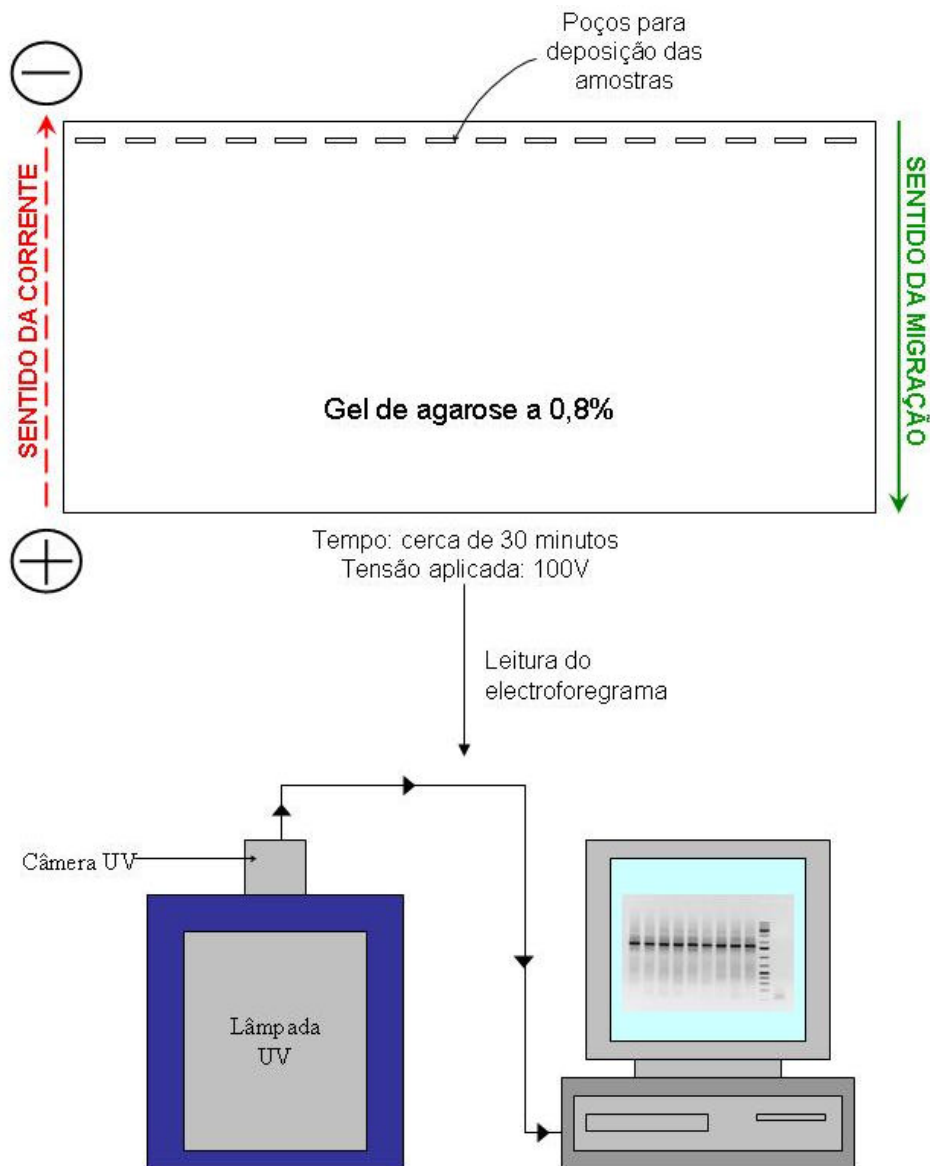 Poços para
deposição das
amostras
SENTIDO DA CORRENTE
SENTIDO DA MIGRAÇÃO
Gel de agarose a 0,8%
Tempo: cerca de 30 minutos
Tensão aplicada: 100V
Leitura do
electroforegrama
Câmera UV
Lâmpada
UV